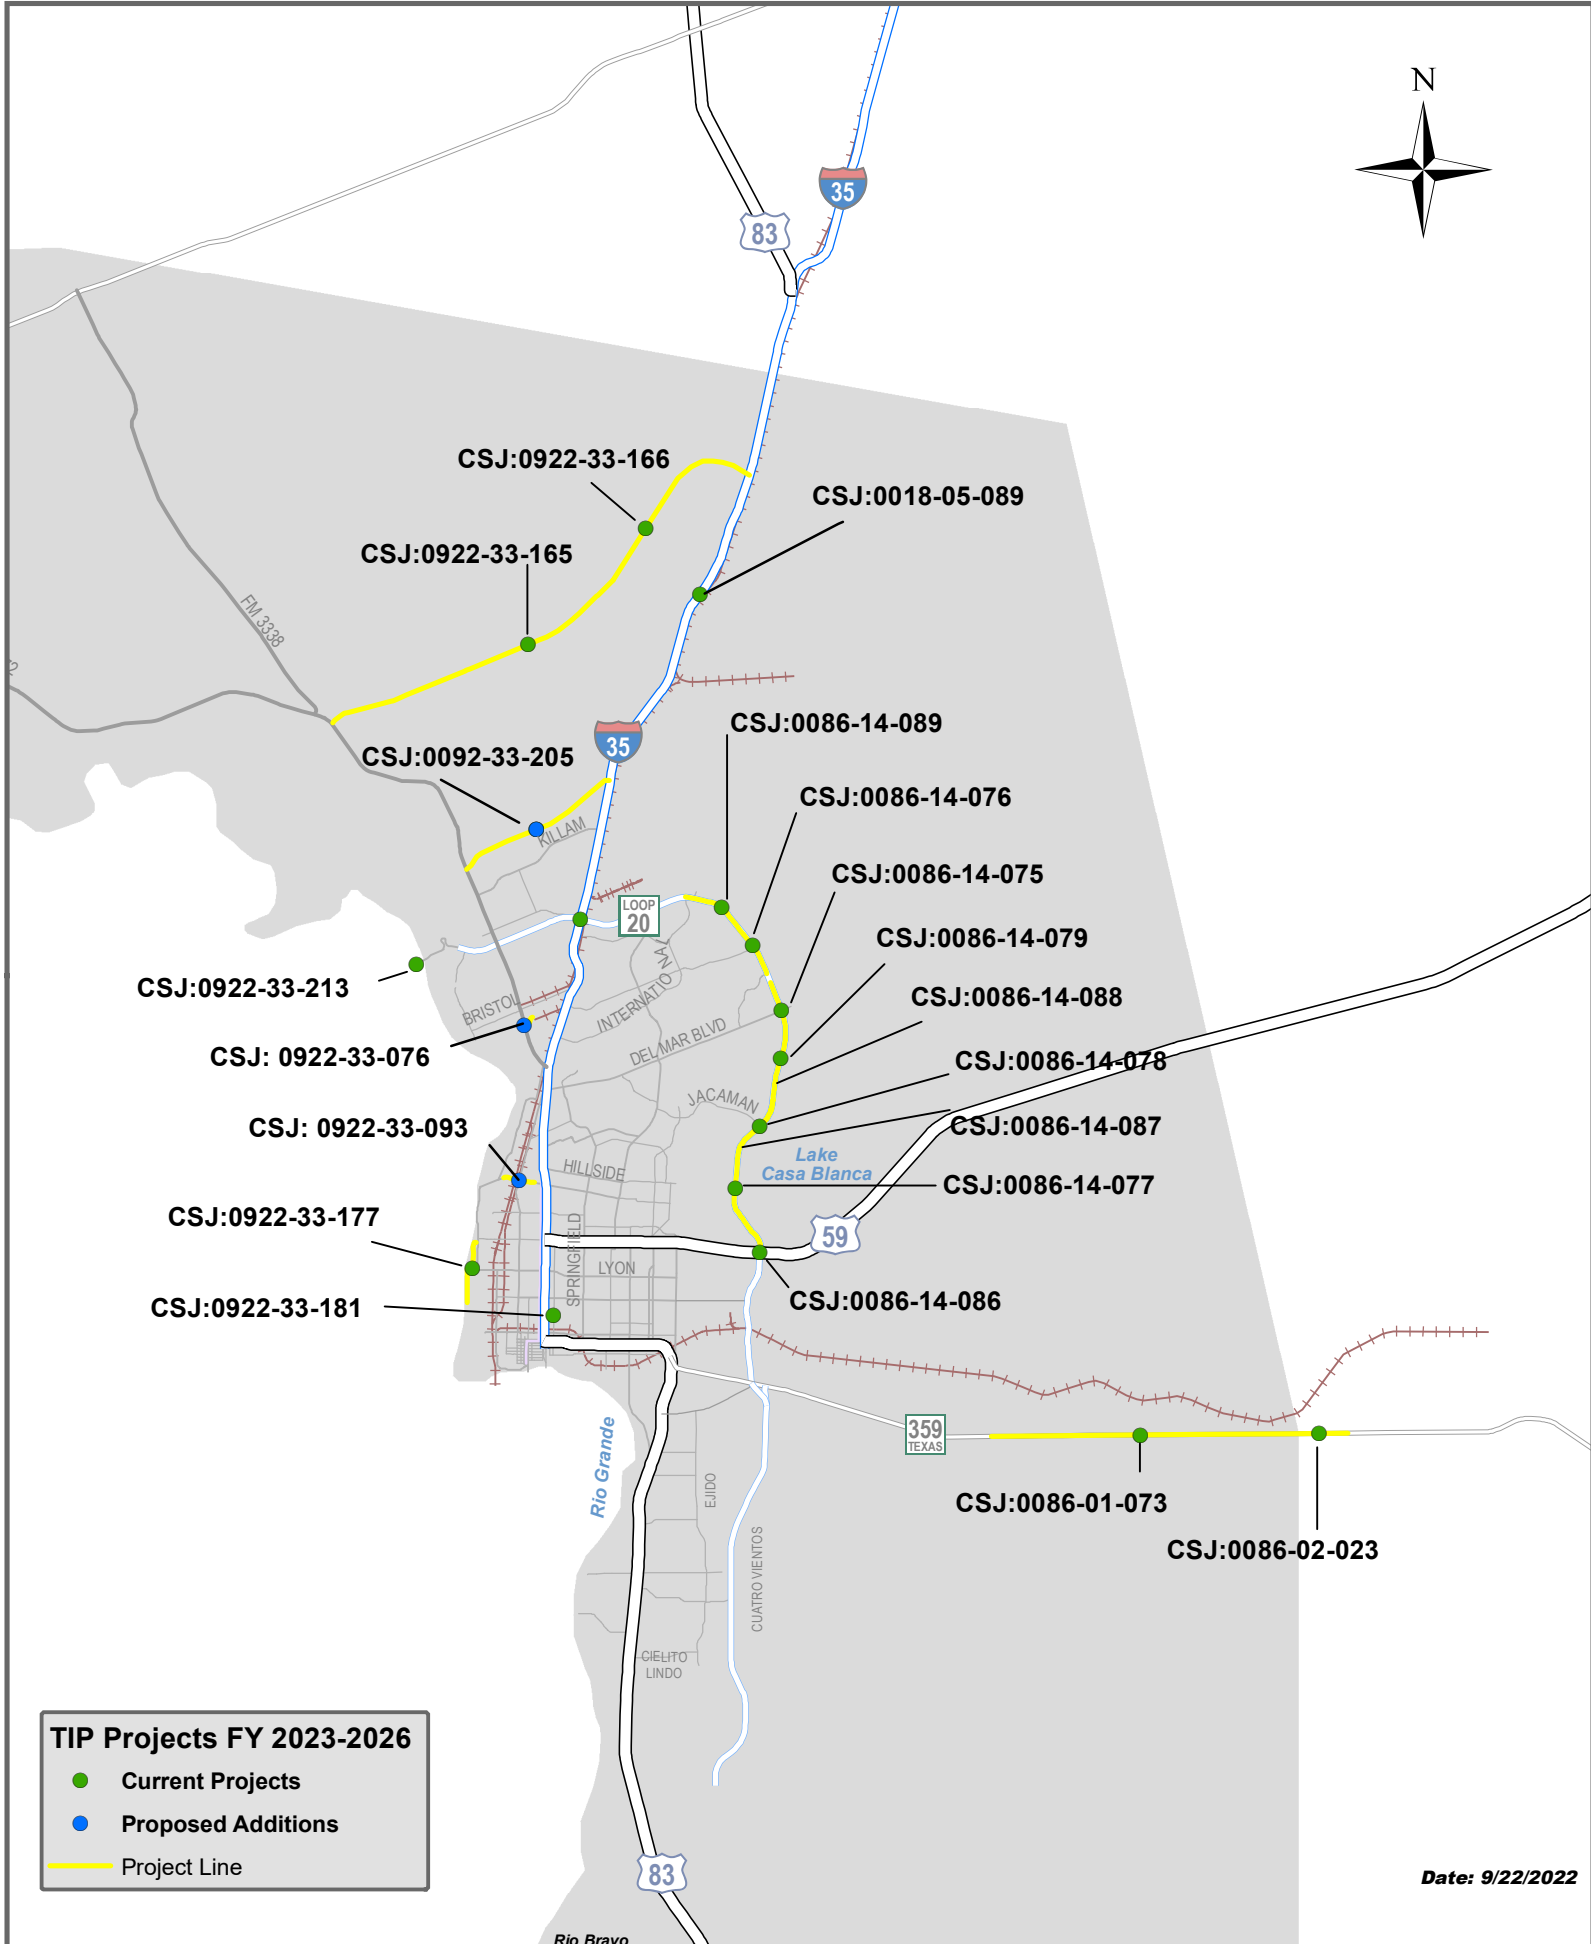 N
35
83
CSJ:0922-33-166
CSJ:0018-05-089
CSJ:0922-33-165
FM 3338
CSJ:0086-14-089
35
CSJ:0092-33-205
CSJ:0086-14-076
KILLAM
CSJ:0086-14-075
LOOP
20
CSJ:0086-14-079
CSJ:0922-33-213
INTERNATIONAL
CSJ:0086-14-088
BRISTOL
DEL MAR BLVD
CSJ: 0922-33-076
CSJ:0086-14-078
JACAMAN
CSJ: 0922-33-093
CSJ:0086-14-087
Lake
Casa Blanca
HILLSIDE
CSJ:0086-14-077
CSJ:0922-33-177
59
SPRINGFIELD
LYON
CSJ:0922-33-181
CSJ:0086-14-086
359
TEXAS
Rio Grande
EJIDO
CSJ:0086-01-073
CSJ:0086-02-023
CUATRO VIENTOS
CIELITO
LINDO
TIP Projects FY 2023-2026
Current Projects
Proposed Additions
Project Line
83
Date: 9/22/2022
Rio Bravo